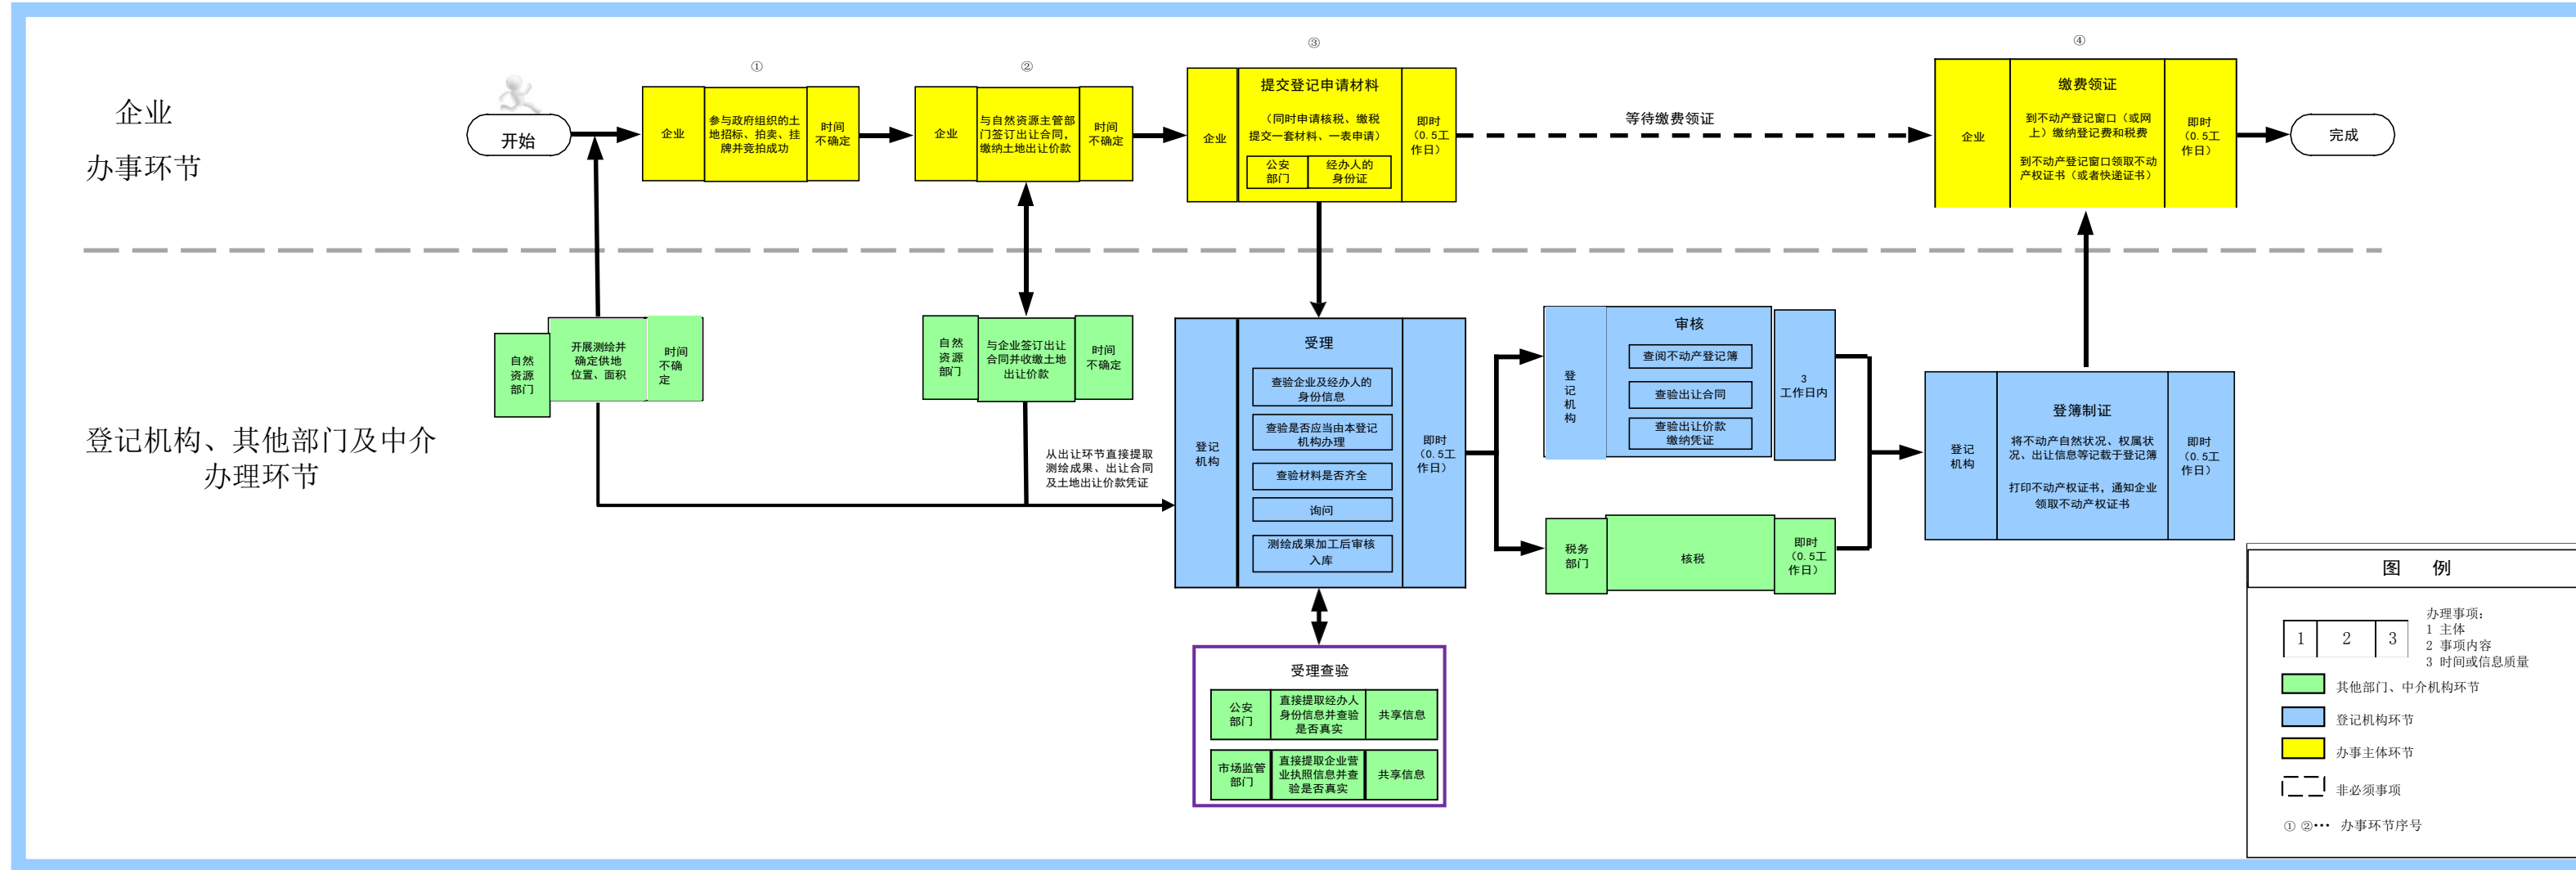 企业
办事环节
开始
①
企业
参与政府组织的土
地招标、拍卖、挂
牌并竞拍成功
时间
不确定
②
企业
与自然资源主管部
门签订出让合同，
缴纳土地出让价款
时间
不确定
③
企业
提交登记申请材料
（同时申请核税、缴税
提交一套材料、一表申请）
公安
部门
经办人的
身份证
即时
（0.5工
作日）
等待缴费领证
④
企业
缴费领证
到不动产登记窗口（或网
上）缴纳登记费和税费
到不动产登记窗口领取不动
产权证书（或者快递证书）
即时
（0.5工
作日）
完成
登记机构、其他部门及中介
办理环节
自然
资源
部门
开展测绘并
确定供地
位置、面积
时间
不确
定
自然
资源
部门
与企业签订出让
合同并收缴土地
出让价款
时间
不确定
从出让环节直接提取
测绘成果、出让合同
及土地出让价款凭证
登记
机构
受理
查验企业及经办人的
身份信息
查验是否应当由本登记
机构办理
查验材料是否齐全
询问
测绘成果加工后审核
入库
即时
（0.5工
作日）
登
记
机
构
审核
查阅不动产登记簿
查验出让合同
查验出让价款
缴纳凭证
3
工作日内
税务
部门
核税
即时
（0.5工
作日）
登记
机构
登簿制证
将不动产自然状况、权属状
况、出让信息等记载于登记簿
打印不动产权证书，通知企业
领取不动产权证书
即时
（0.5工
作日）
受理查验
公安
部门
直接提取经办人
身份信息并查验
是否真实
共享信息
市场监管
部门
直接提取企业营
业执照信息并查
验是否真实
共享信息
图 例
1 2 3
办理事项：
1 主体
2 事项内容
3 时间或信息质量
其他部门、中介机构环节
登记机构环节
办事主体环节
非必须事项
① ②… 办事环节序号